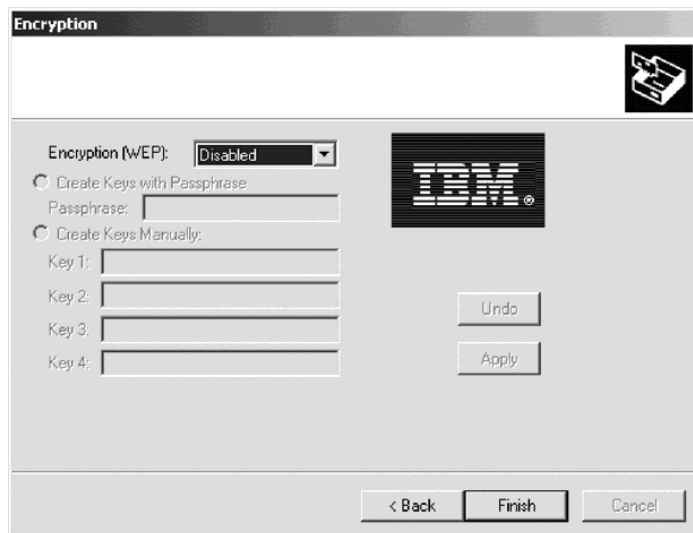 Encryption
Encryption (WEP): Disabled
Create Keys with Passphrase
Passphrase:
Create Keys Manually:
Key 1:
Key 2:
Key 3:
Key 4:
IBM®
Undo
Apply
< Back Finish Cancel